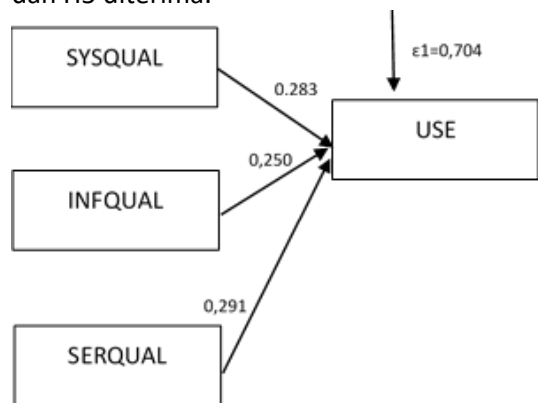 dan H3 diterima.
SYSQUAL
ε1=0,704
0.283
USE
0,250
INFQUAL
0,291
SERQUAL